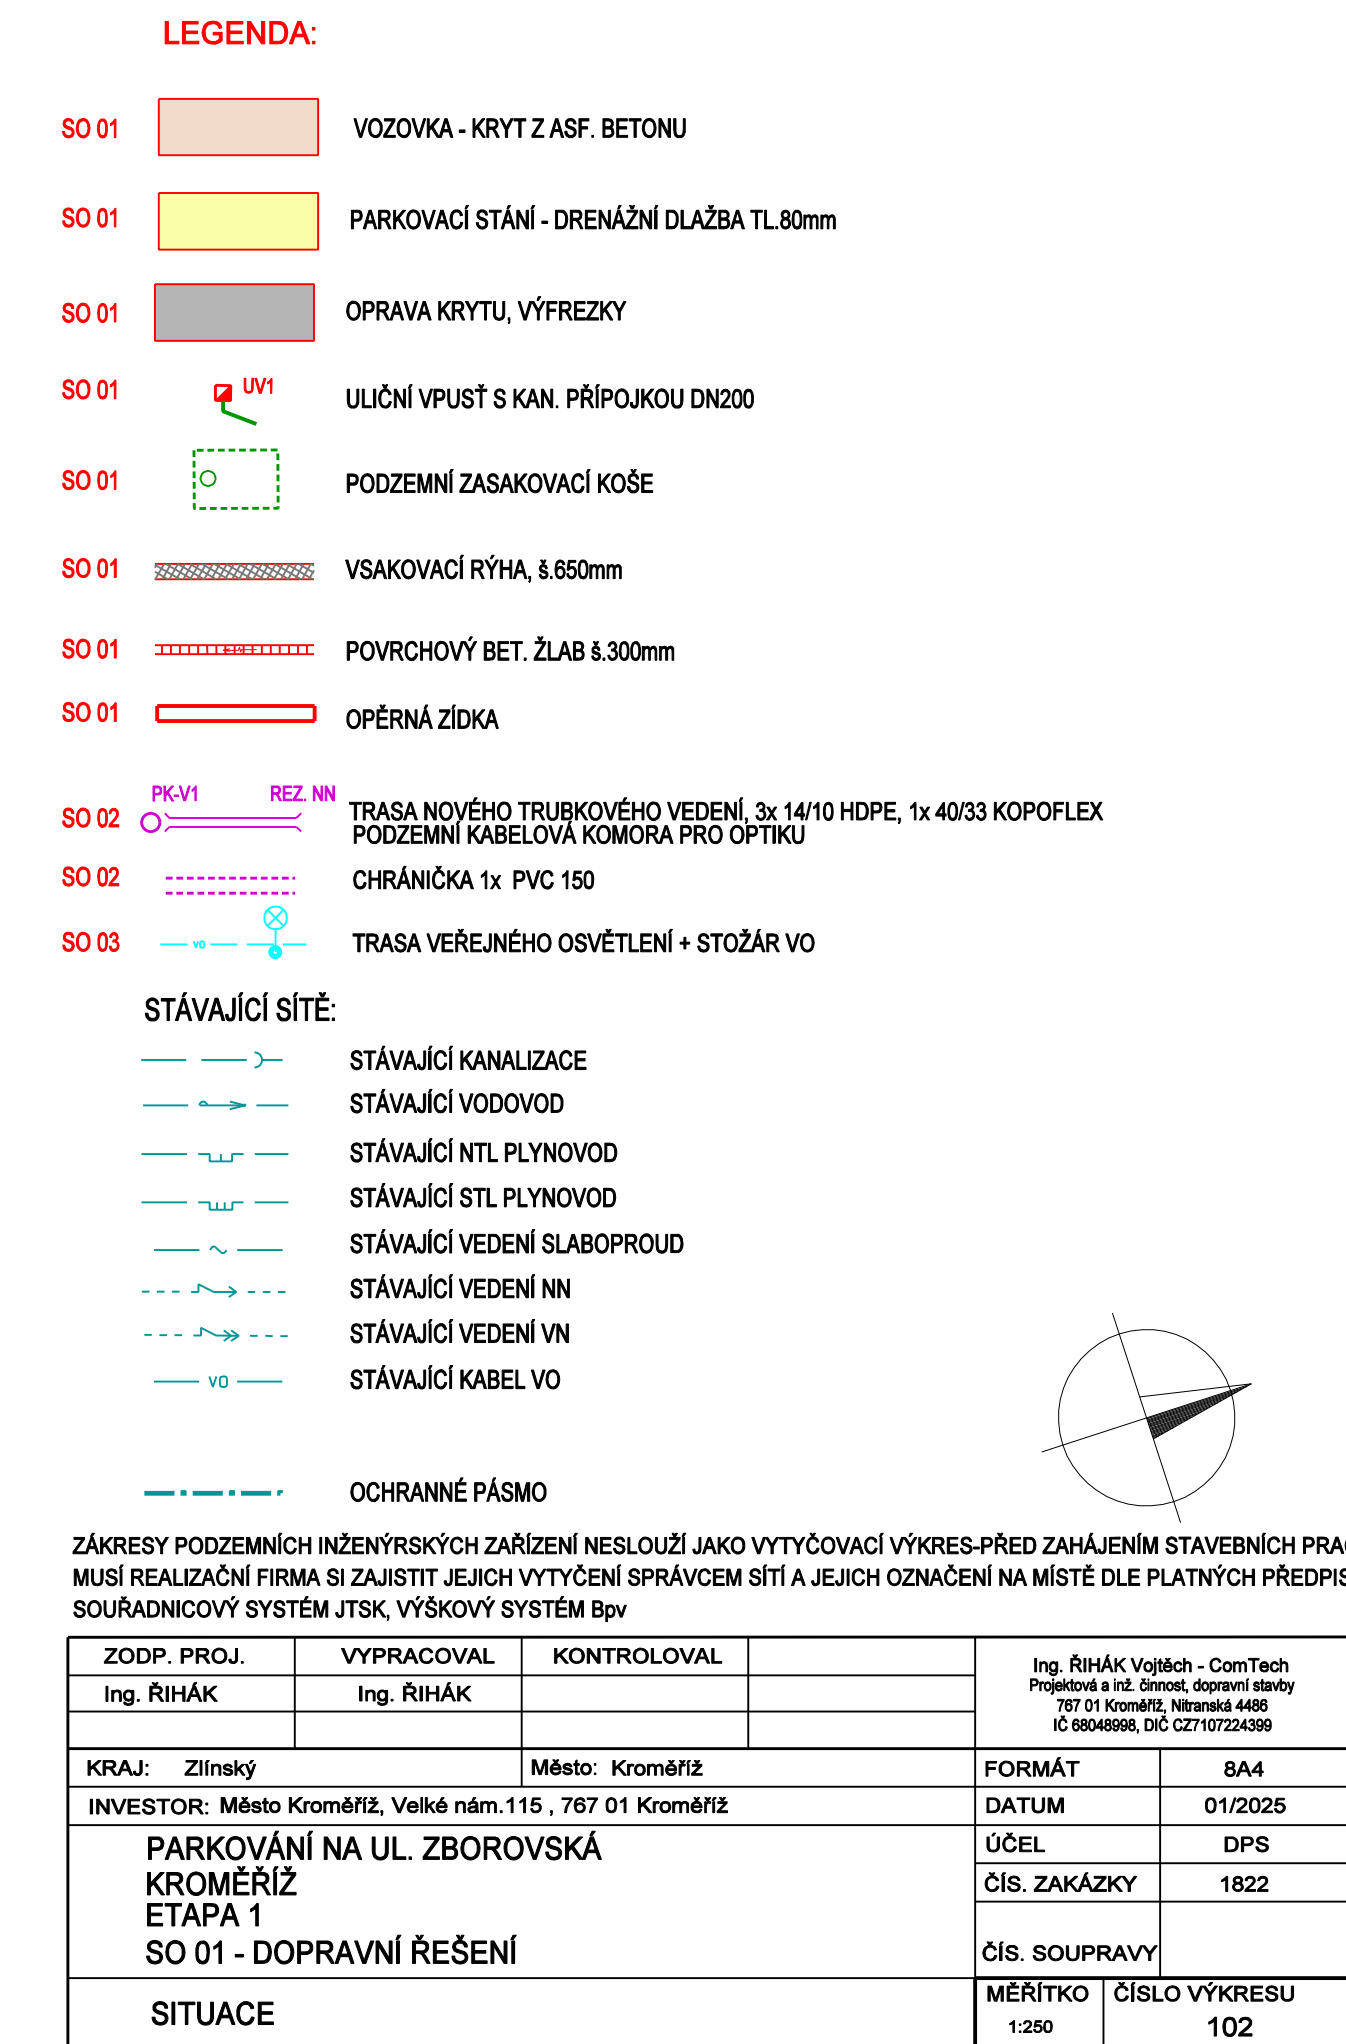 LEGENDA:
SO 01 VOZOVKA - KRYT Z ASF. BETONU
SO 01 PARKOVACÍ STÁNÍ - DRENÁŽNÍ DLAŽBA TL.80mm
SO 01 OPRAVA KRYTU, VÝFREZKY
SO 01 UV1 ULIČNÍ VPUSŤ S KAN. PŘÍPOJKOU DN200
SO 01 PODZEMNÍ ZASAKOVACÍ KOŠE
SO 01 VSAKOVACÍ RÝHA, š.650mm
SO 01 POVRCHOVÝ BET. ŽLAB š.300mm
SO 01 OPĚRNÁ ZÍDKA
PK-V1 REZ. NN
SO 02 TRASA NOVÉHO TRUBKOVÉHO VEDENÍ, 3x 14/10 HDPE, 1x 40/33 KOPOFLEX
PODZEMNÍ KABELOVÁ KOMORA PRO OPTIKU
SO 02 CHRÁNIČKA 1x PVC 150
SO 03 VO TRASA VEŘEJNÉHO OSVĚTLENÍ + STOŽÁR VO
STÁVAJÍCÍ SÍTĚ:
STÁVAJÍCÍ KANALIZACE
STÁVAJÍCÍ VODOVOD
STÁVAJÍCÍ NTL PLYNOVOD
STÁVAJÍCÍ STL PLYNOVOD
STÁVAJÍCÍ VEDENÍ SLABOPROUD
STÁVAJÍCÍ VEDENÍ NN
STÁVAJÍCÍ VEDENÍ VN
VO STÁVAJÍCÍ KABEL VO
OCHRANNÉ PÁSMO
ZÁKRESY PODZEMNÍCH INŽENÝRSKÝCH ZAŘÍZENÍ NESLOUŽÍ JAKO VYTYČOVACÍ VÝKRES-PŘED ZAHÁJENÍM STAVEBNÍCH PRA
MUSÍ REALIZAČNÍ FIRMA SI ZAJISTIT JEJICH VYTYČENÍ SPRÁVCEM SÍTÍ A JEJICH OZNAČENÍ NA MÍSTĚ DLE PLATNÝCH PŘEDPIS
SOUŘADNICOVÝ SYSTÉM JTSK, VÝŠKOVÝ SYSTÉM Bpv
ZODP. PROJ. VYPRACOVAL KONTROLOVAL
Ing. ŘIHÁK Ing. ŘIHÁK
Ing. ŘIHÁK Vojtěch - ComTech
Projektová a inž. činnost, dopravní stavby
767 01 Kroměříž, Nitranská 4486
IČ 68048998, DIČ CZ7107224399
KRAJ: Zlínský Město: Kroměříž
INVESTOR: Město Kroměříž, Velké nám.115 , 767 01 Kroměříž
FORMÁT 8A4
DATUM 01/2025
ÚČEL DPS
ČÍS. ZAKÁZKY 1822
ČÍS. SOUPRAVY
PARKOVÁNÍ NA UL. ZBOROVSKÁ
KROMĚŘÍŽ
ETAPA 1
SO 01 - DOPRAVNÍ ŘEŠENÍ
SITUACE
MĚŘÍTKO ČÍSLO VÝKRESU
1:250 102